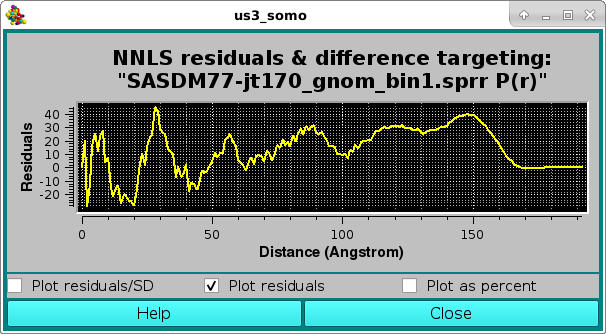 us3_somo
NNLS residuals & difference targeting:
"SASDM77-jt170_gnom_bin1.sprr P(r)"
Residuals
40
30
20
10
0
-10
-20
0 50 100 150
Distance (Angstrom)
Plot residuals/SD Plot residuals Plot as percent
Help Close